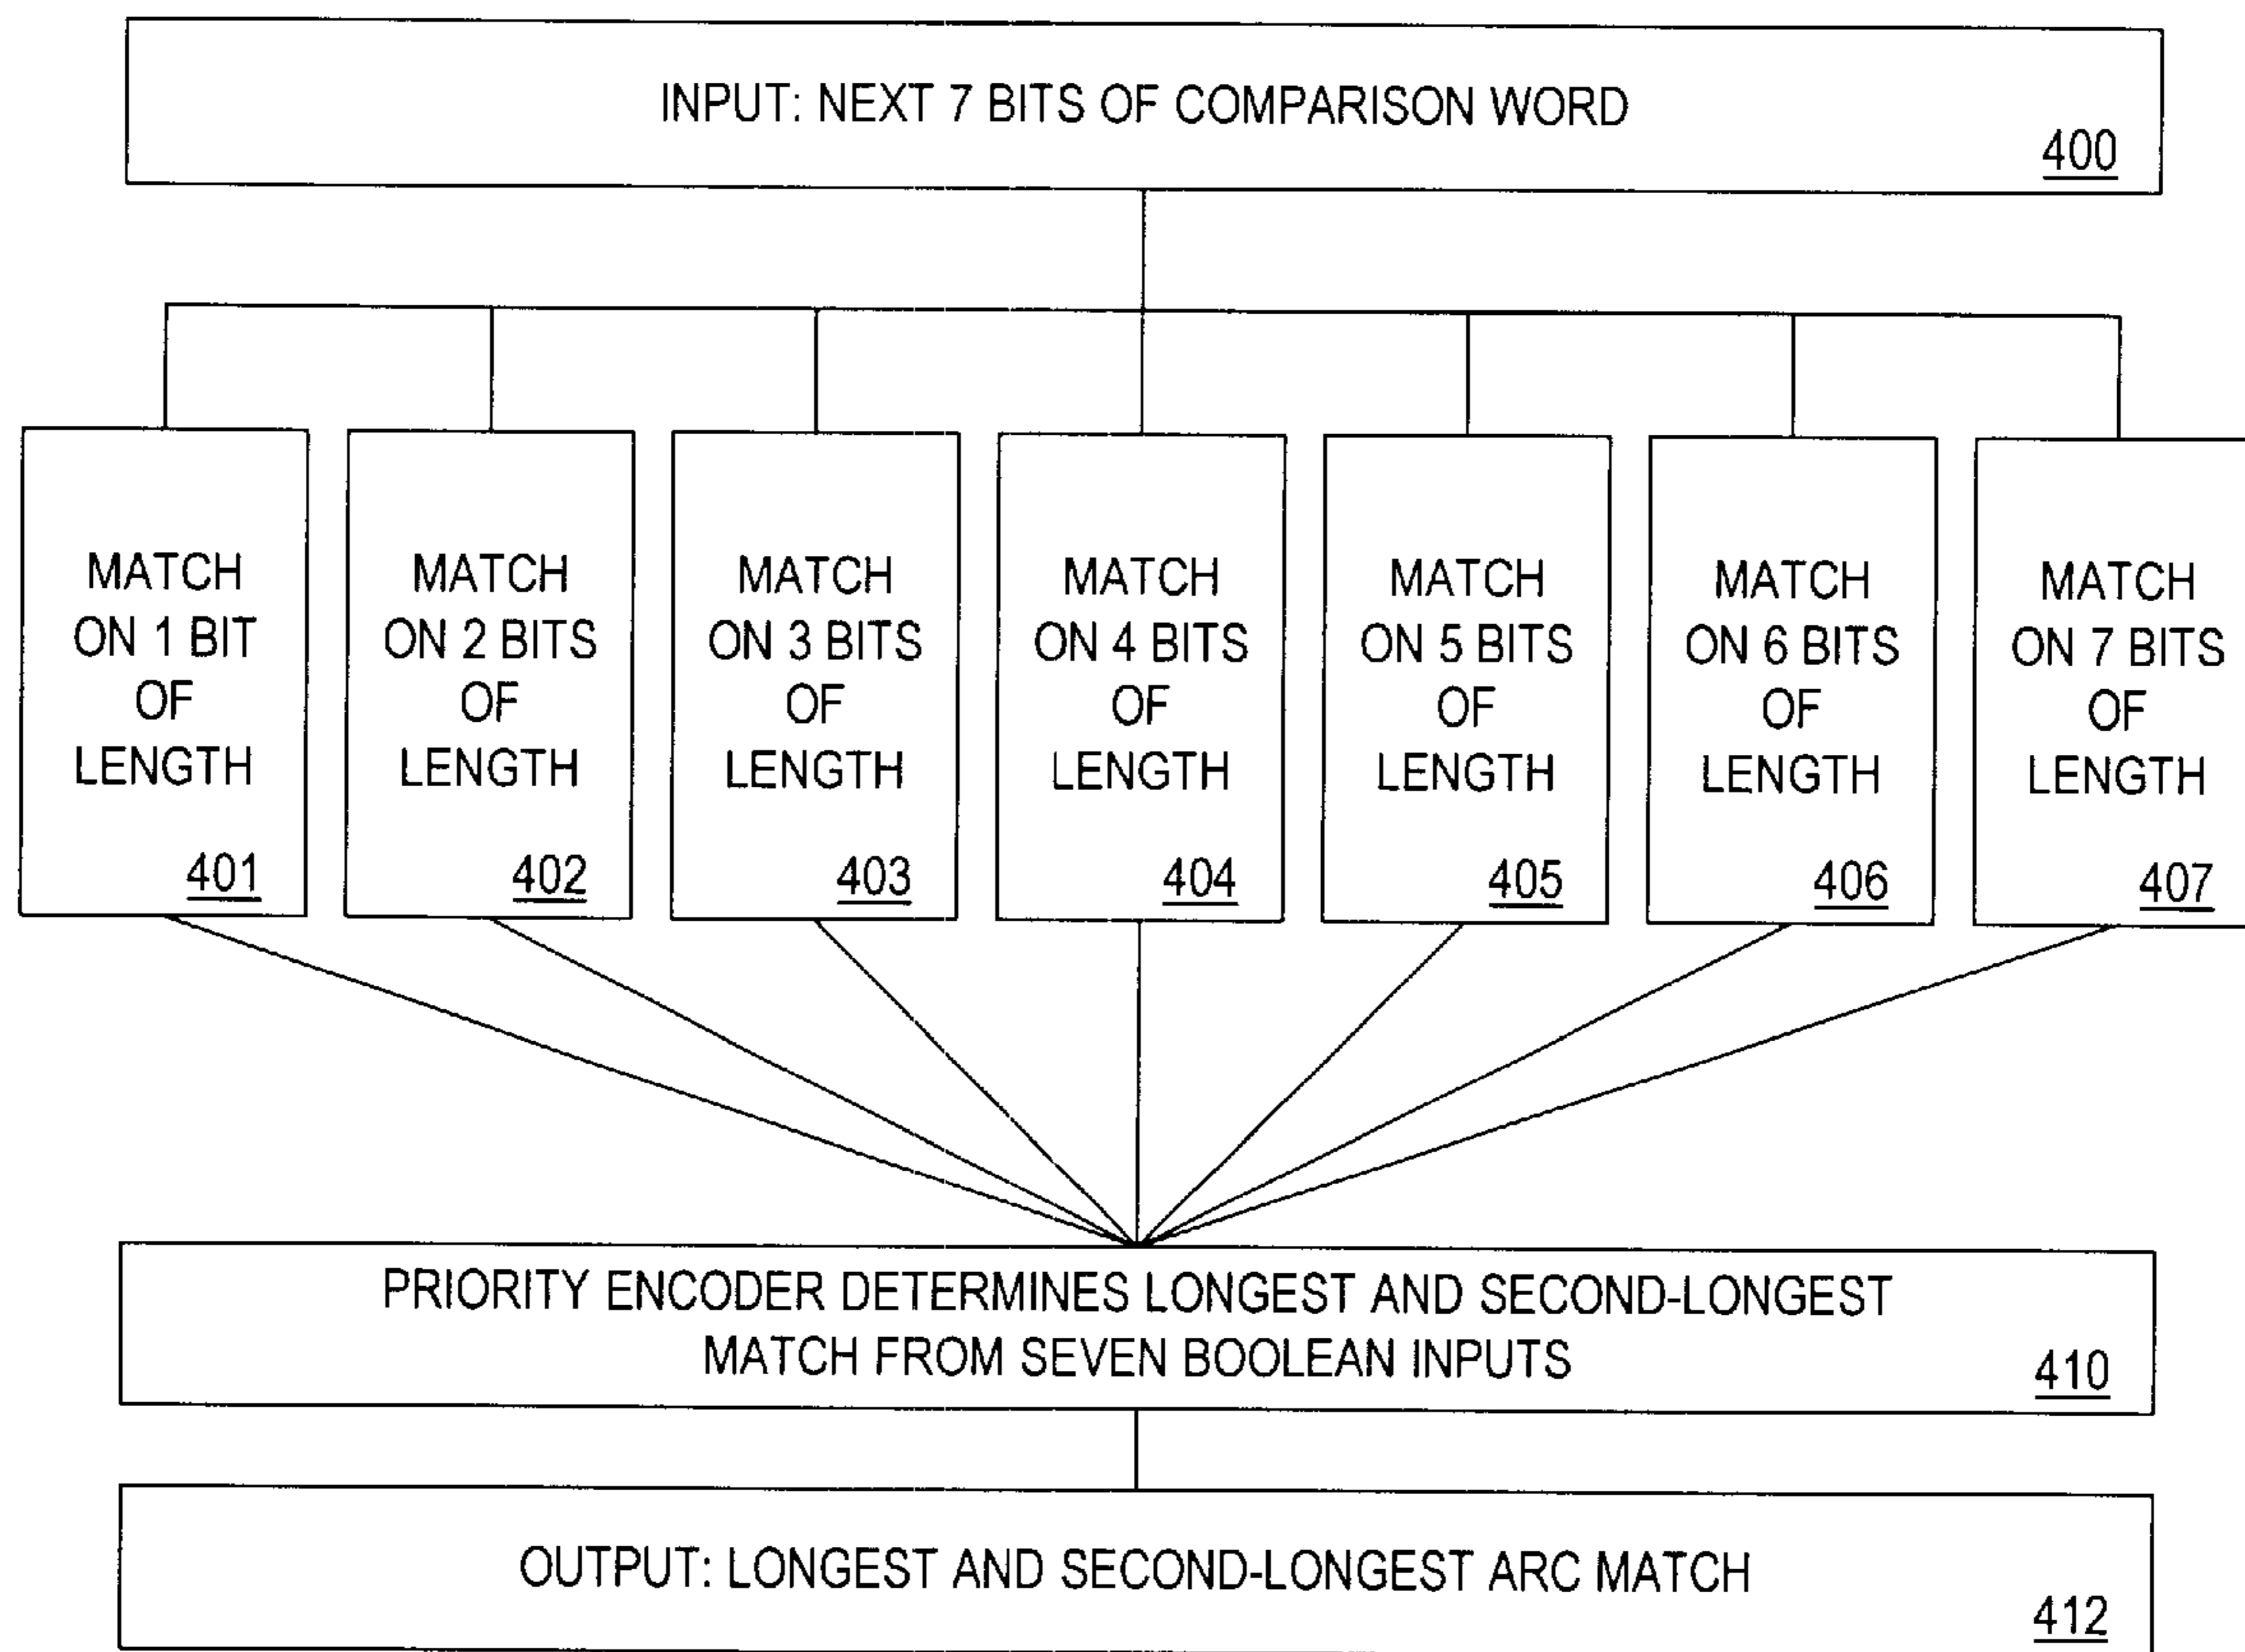 INPUT: NEXT 7 BITS OF COMPARISON WORD
400
MATCH
ON 1 BIT
OF
LENGTH
401
MATCH
ON 2 BITS
OF
LENGTH
402
MATCH
ON 3 BITS
OF
LENGTH
403
MATCH
ON 4 BITS
OF
LENGTH
404
MATCH
ON 5 BITS
OF
LENGTH
405
MATCH
ON 6 BITS
OF
LENGTH
406
MATCH
ON 7 BITS
OF
LENGTH
407
PRIORITY ENCODER DETERMINES LONGEST AND SECOND-LONGEST
MATCH FROM SEVEN BOOLEAN INPUTS
410
OUTPUT: LONGEST AND SECOND-LONGEST ARC MATCH
412